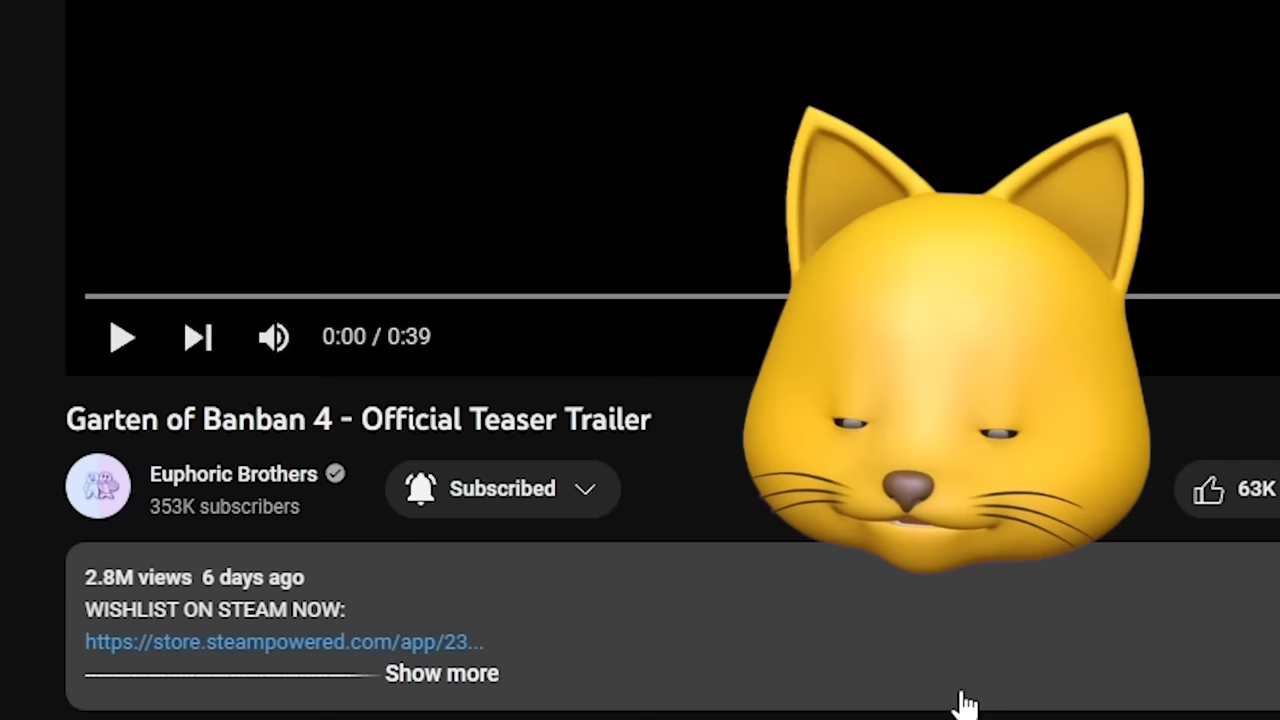 0:00 / 0:39
Garten of Banban 4 - Official Teaser Trailer
Euphoric Brothers
353K subscribers
Subscribed
63K
2.8M views 6 days ago
WISHLIST ON STEAM NOW:
https://store.steampowered.com/app/23...
Show more